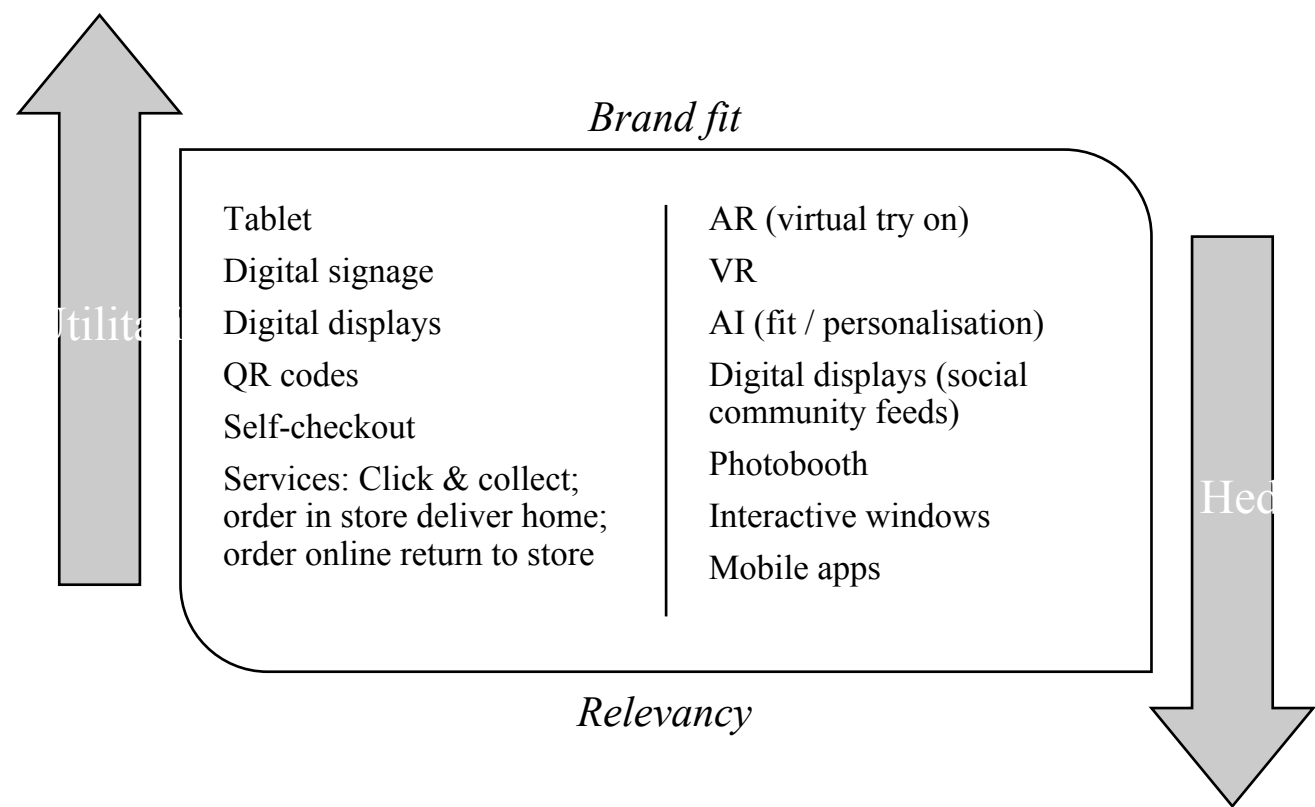 Brand fit
Utilita
Tablet
Digital signage
Digital displays
QR codes
Self-checkout
Services: Click & collect;
order in store deliver home;
order online return to store
AR (virtual try on)
VR
AI (fit / personalisation)
Digital displays (social
community feeds)
Photobooth
Interactive windows
Mobile apps
Hed
Relevancy